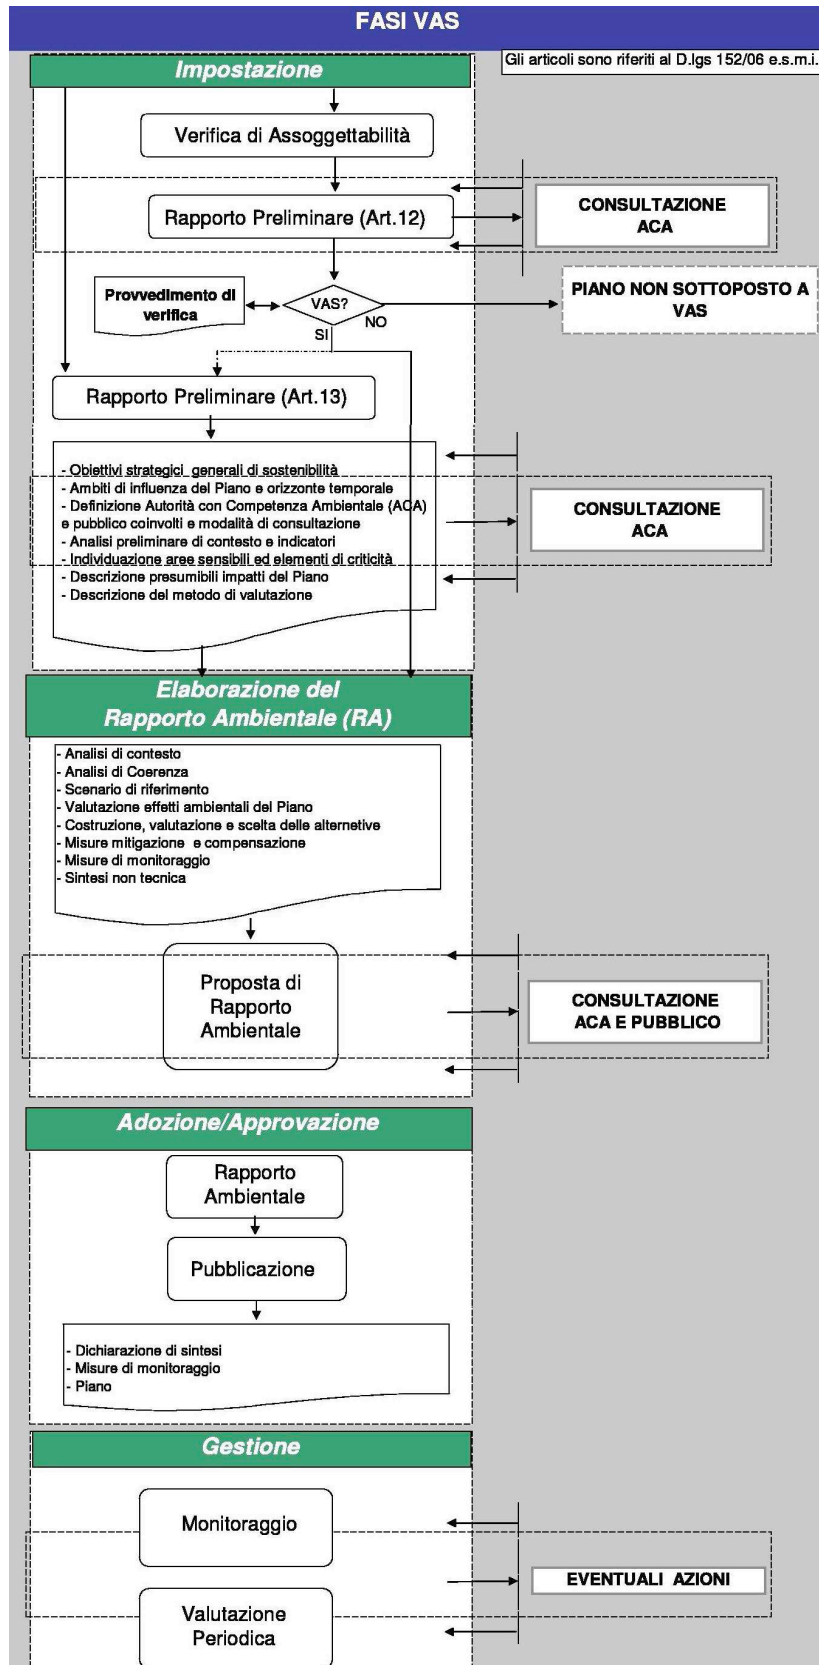 FASI VAS
Gli articoli sono riferiti al D.lgs 152/06 e.s.m.i.
Impostazione
Verifica di Assoggettabilità
Rapporto Preliminare (Art.12)
CONSULTAZIONE
ACA
Provvedimento di
verifica
VAS?
SI
NO
PIANO NON SOTTOPOSTO A
VAS
Rapporto Preliminare (Art.13)
- Obiettivi strategici generali di sostenibilità
- Ambiti di influenza del Piano e orizzonte temporale
- Definizione Autorità con Competenza Ambientale (ACA)
e pubblico coinvolti e modalità di consultazione
- Analisi preliminare di contesto e indicatori
- Individuazione aree sensibili ed elementi di criticità
- Descrizione presumibili impatti del Piano
- Descrizione del metodo di valutazione
CONSULTAZIONE
ACA
Elaborazione del
Rapporto Ambientale (RA)
- Analisi di contesto
- Analisi di Coerenza
- Scenario di riferimento
- Valutazione effetti ambientali del Piano
- Costruzione, valutazione e scelta delle alternetive
- Misure mitigazione e compensazione
- Misure di monitoraggio
- Sintesi non tecnica
Proposta di
Rapporto
Ambientale
CONSULTAZIONE
ACA E PUBBLICO
Adozione/Approvazione
Rapporto
Ambientale
Pubblicazione
- Dichiarazione di sintesi
- Misure di monitoraggio
- Piano
Gestione
Monitoraggio
EVENTUALI AZIONI
Valutazione
Periodica